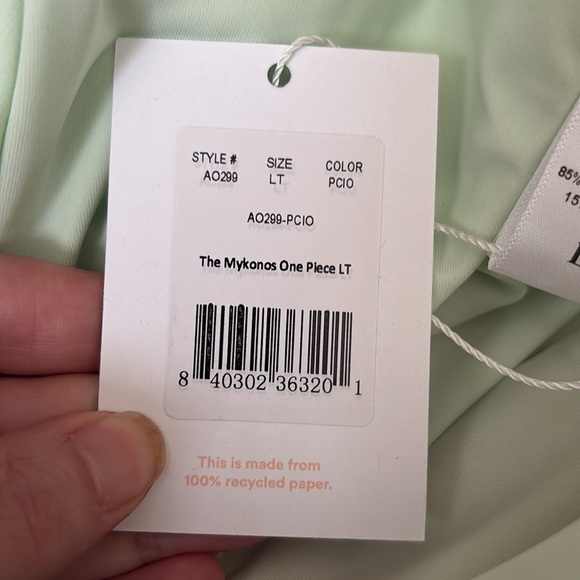 STYLE # SIZE COLOR
AO299 LT PCIO
AO299-PCIO
The Mykonos One Piece LT
8 40302 36320 1
This is made from
100% recycled paper.
85%
15